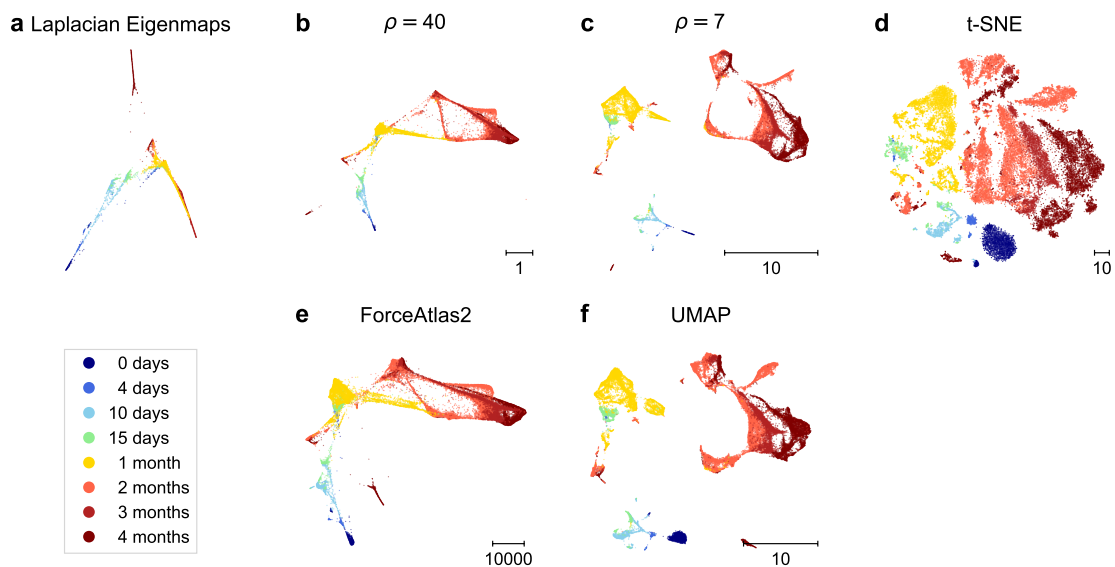 a Laplacian Eigenmaps
b ρ = 40
c ρ = 7
d t-SNE
1
10
10
e ForceAtlas2
f UMAP
0 days
4 days
10 days
15 days
1 month
2 months
3 months
4 months
10000
10